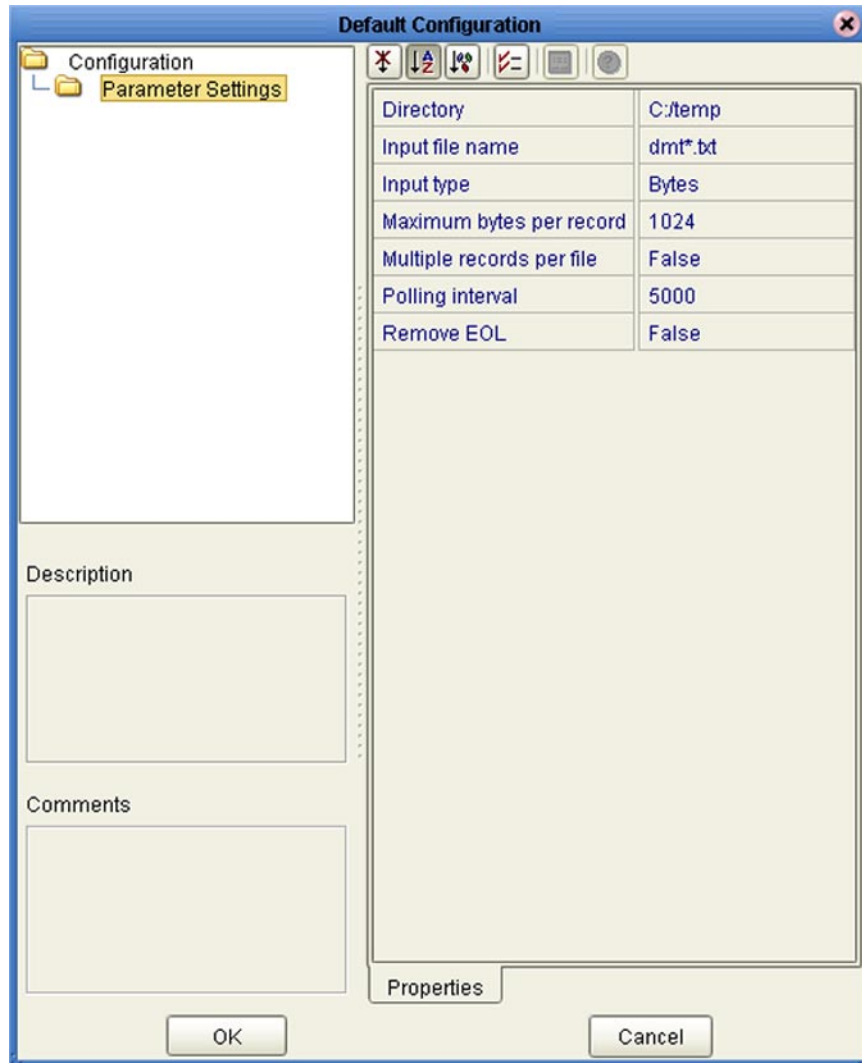 Default Configuration
Configuration
Parameter Settings
Directory C:/temp
Input file name dmt*.txt
Input type Bytes
Maximum bytes per record 1024
Multiple records per file False
Polling interval 5000
Remove EOL False
Description
Comments
Properties
OK Cancel